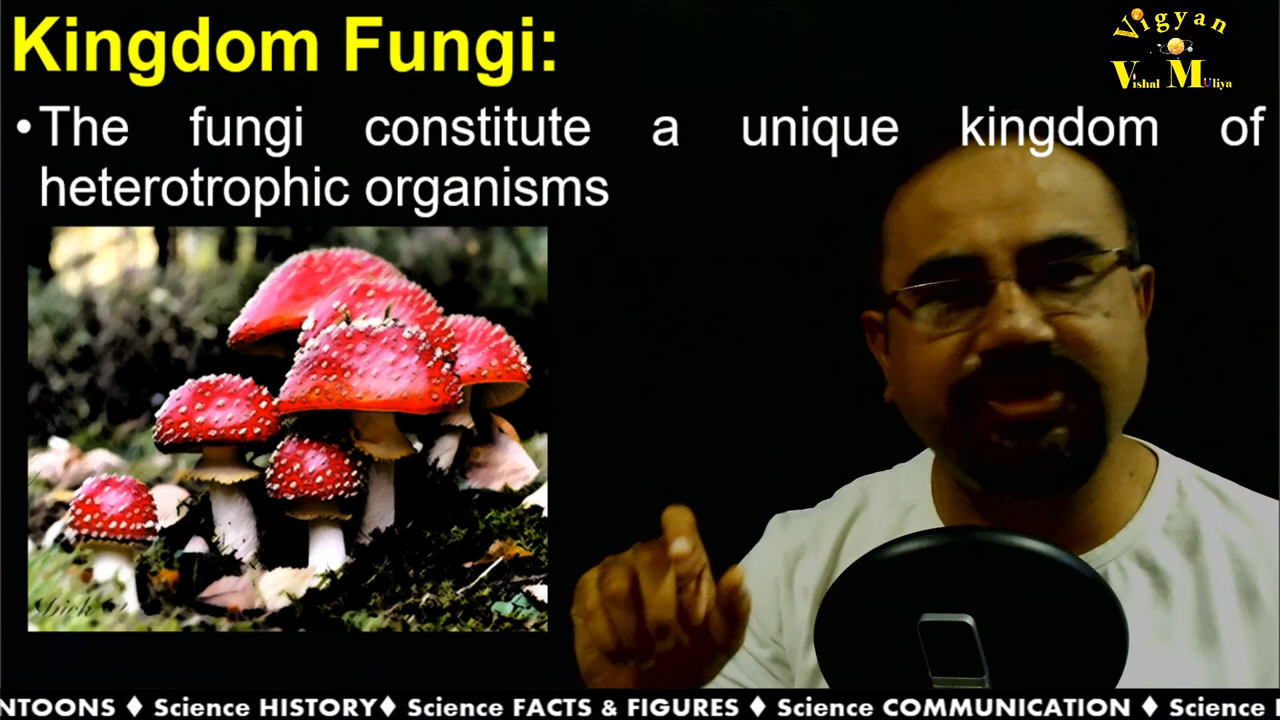 Kingdom Fungi:
Vigyan
Vishal MUliya
• The fungi constitute a unique kingdom of
heterotrophic organisms
Dick
NTOONS ♦ Science HISTORY♦ Science FACTS & FIGURES ♦ Science COMMUNICATION ♦ Science